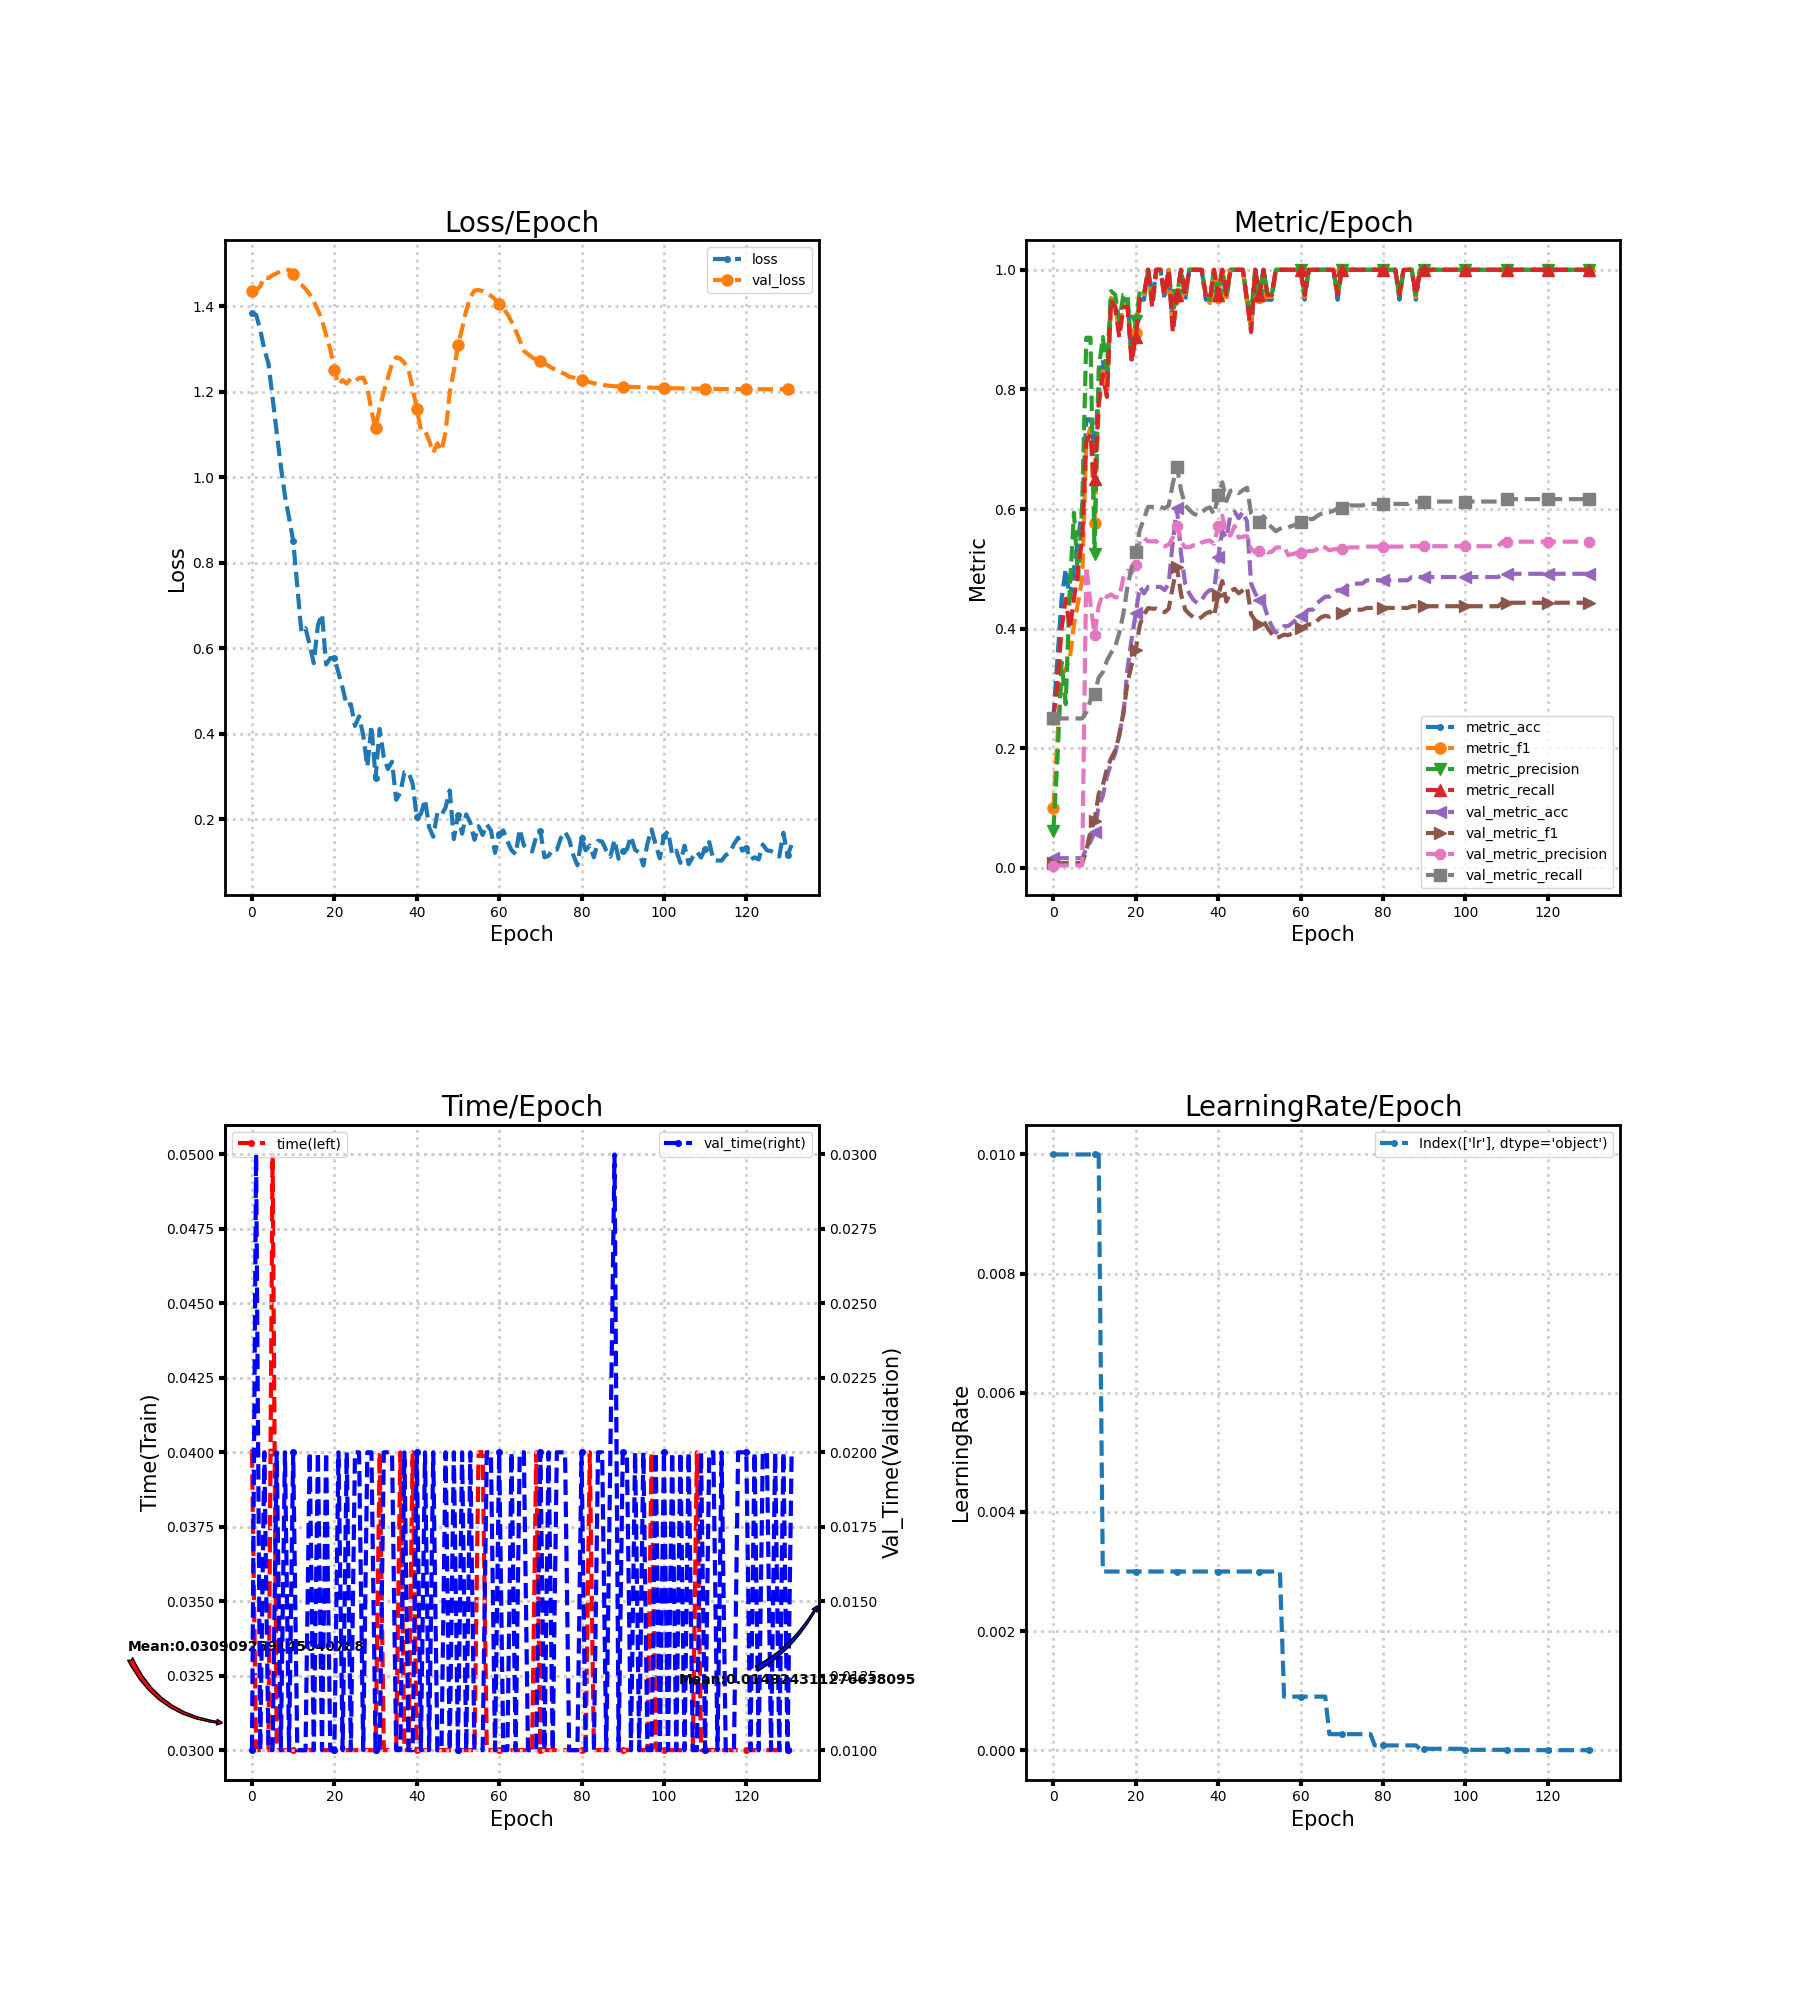 Loss/Epoch
loss
val_loss
1.4
1.2
1.0
0.8
0.6
0.4
0.2
Loss
0
20
40
60
80
100
120
Epoch
Metric/Epoch
1.0
0.8
0.6
0.4
0.2
0.0
Metric
metric_acc
metric_f1
metric_precision
metric_recall
val_metric_acc
val_metric_f1
val_metric_precision
val_metric_recall
0
20
40
60
80
100
120
Epoch
Time/Epoch
time(left)
val_time(right)
0.0500
0.0475
0.0450
0.0425
0.0400
0.0375
0.0350
0.0325
0.0300
Time(Train)
0.0300
0.0275
0.0250
0.0225
0.0200
0.0175
0.0150
0.0125
0.0100
Val_Time(Validation)
Mean:0.014924311276638095
0
20
40
60
80
100
120
Epoch
LearningRate/Epoch
Index(['lr'], dtype='object')
0.010
0.008
0.006
0.004
0.002
0.000
LearningRate
0
20
40
60
80
100
120
Epoch